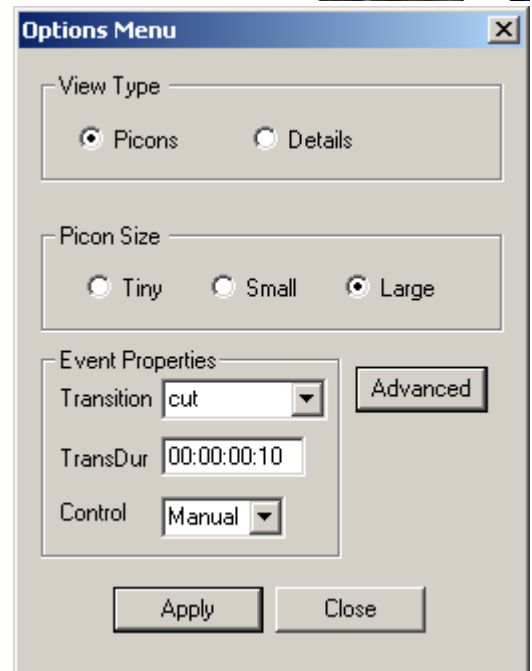 Options Menu
View Type
Picons Details
Picon Size
Tiny Small Large
Event Properties
Transition cut
Advanced
TransDur 00:00:00:10
Control Manual
Apply Close